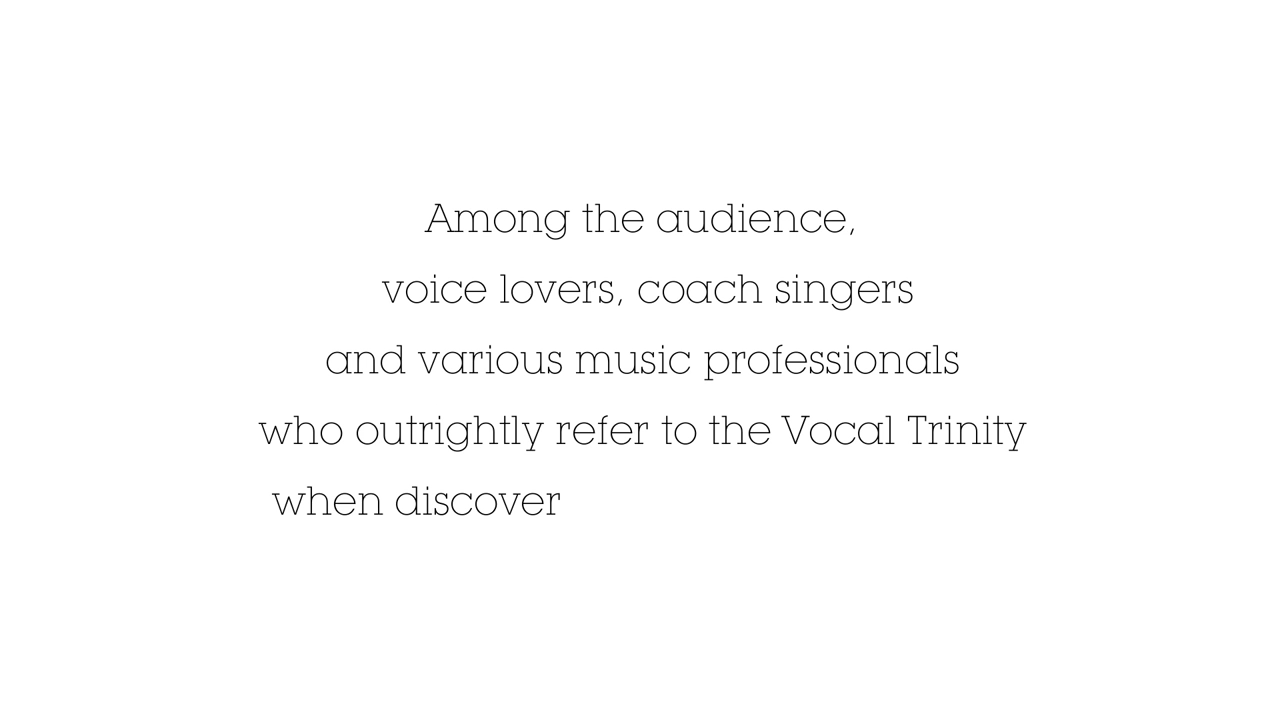 Among the audience,
voice lovers, coach singers
and various music professionals
who outrightly refer to the Vocal Trinity
when discover